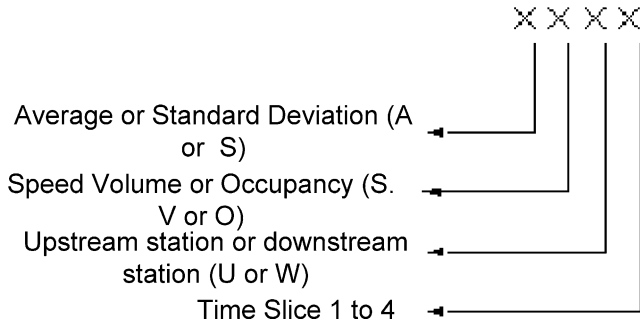 X X X X
Average or Standard Deviation (A
or S)
Speed Volume or Occupancy (S.
V or O)
Upstream station or downstream
station (U or W)
Time Slice 1 to 4